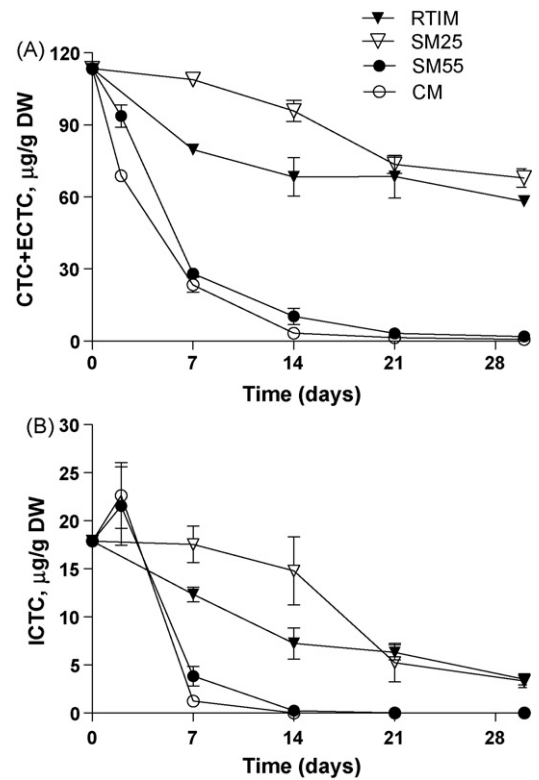 RTIM
SM25
SM55
CM
(A)
120
90
60
30
0
CTC+ECTC, µg/g DW
0 7 14 21 28
Time (days)
(B)
30
25
20
15
10
5
0
ICTC, µg/g DW
0 7 14 21 28
Time (days)